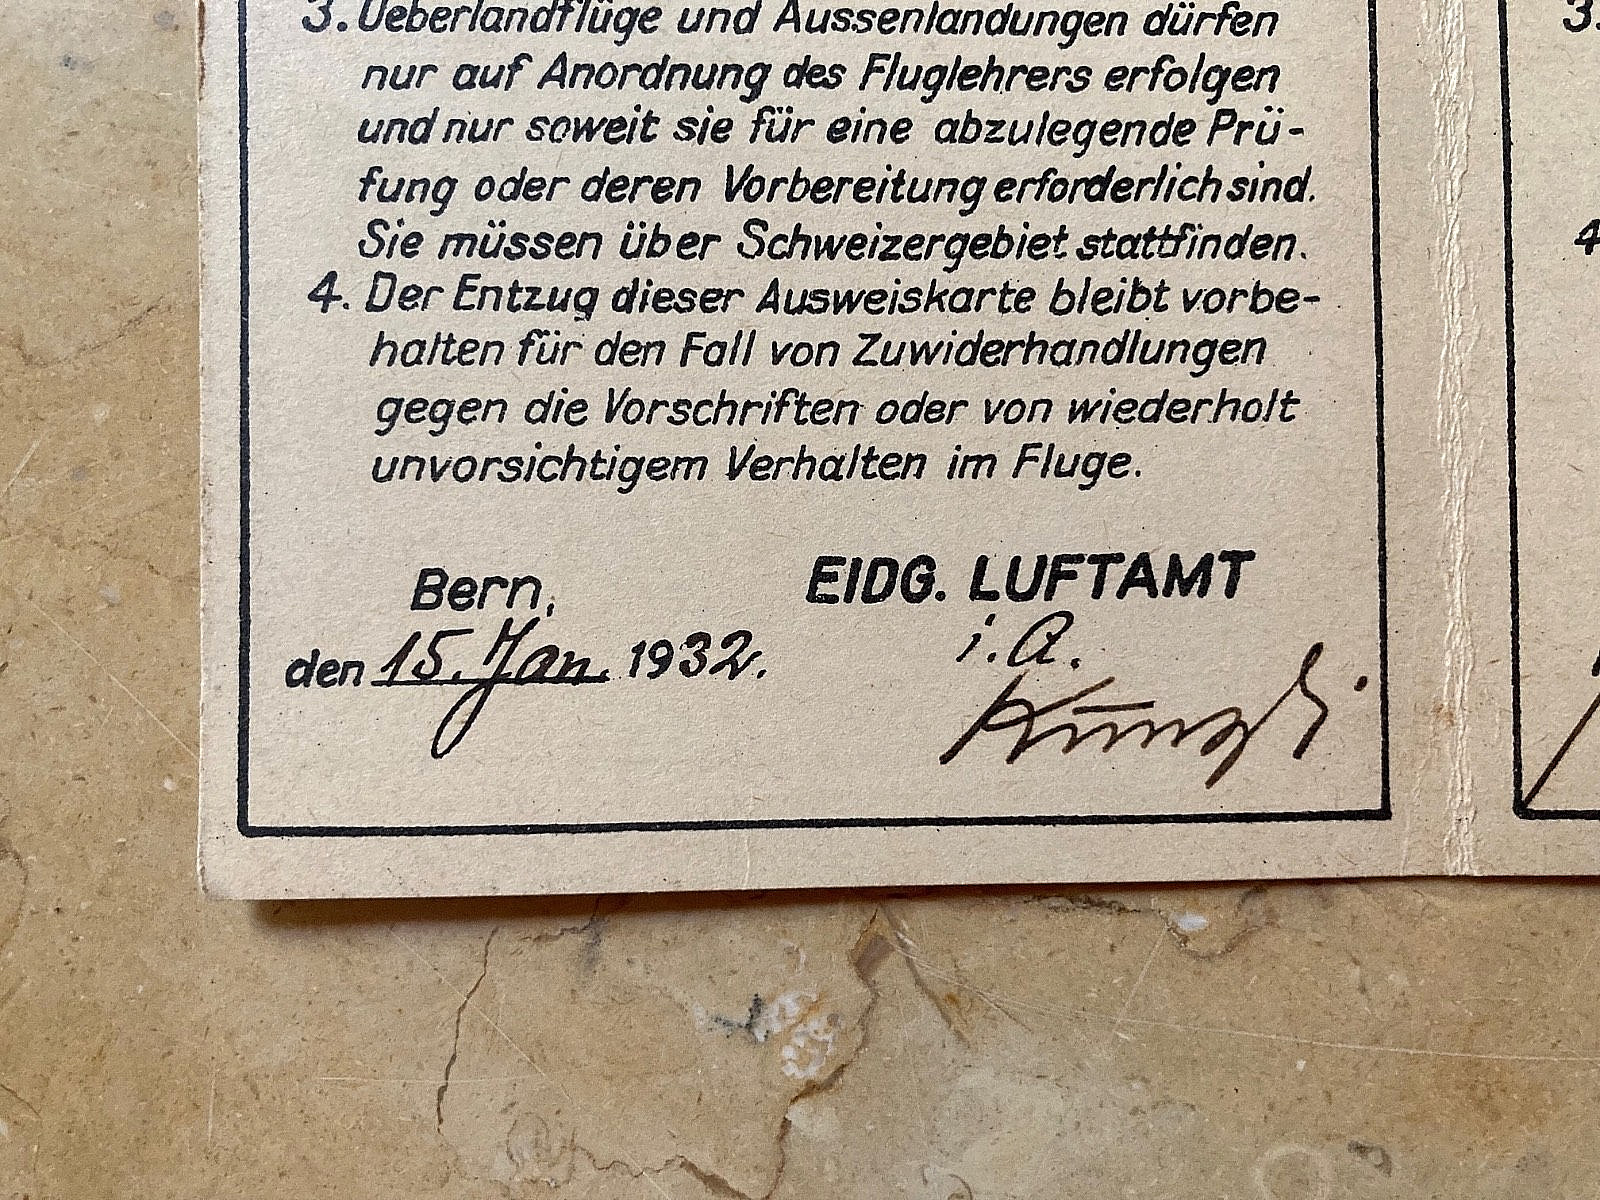 3. Ueberlandflüge und Aussenlandungen dürfen
nur auf Anordnung des Fluglehrers erfolgen
und nur soweit sie für eine abzulegende Prü-
fung oder deren Vorbereitung erforderlich sind.
Sie müssen über Schweizergebiet stattfinden.
4. Der Entzug dieser Ausweiskarte bleibt vorbe-
halten für den Fall von Zuwiderhandlungen
gegen die Vorschriften oder von wiederholt
unvorsichtigem Verhalten im Fluge.
Bern,
den 15. Jan. 1932.
EIDG. LUFTAMT
i. A.
3.
4